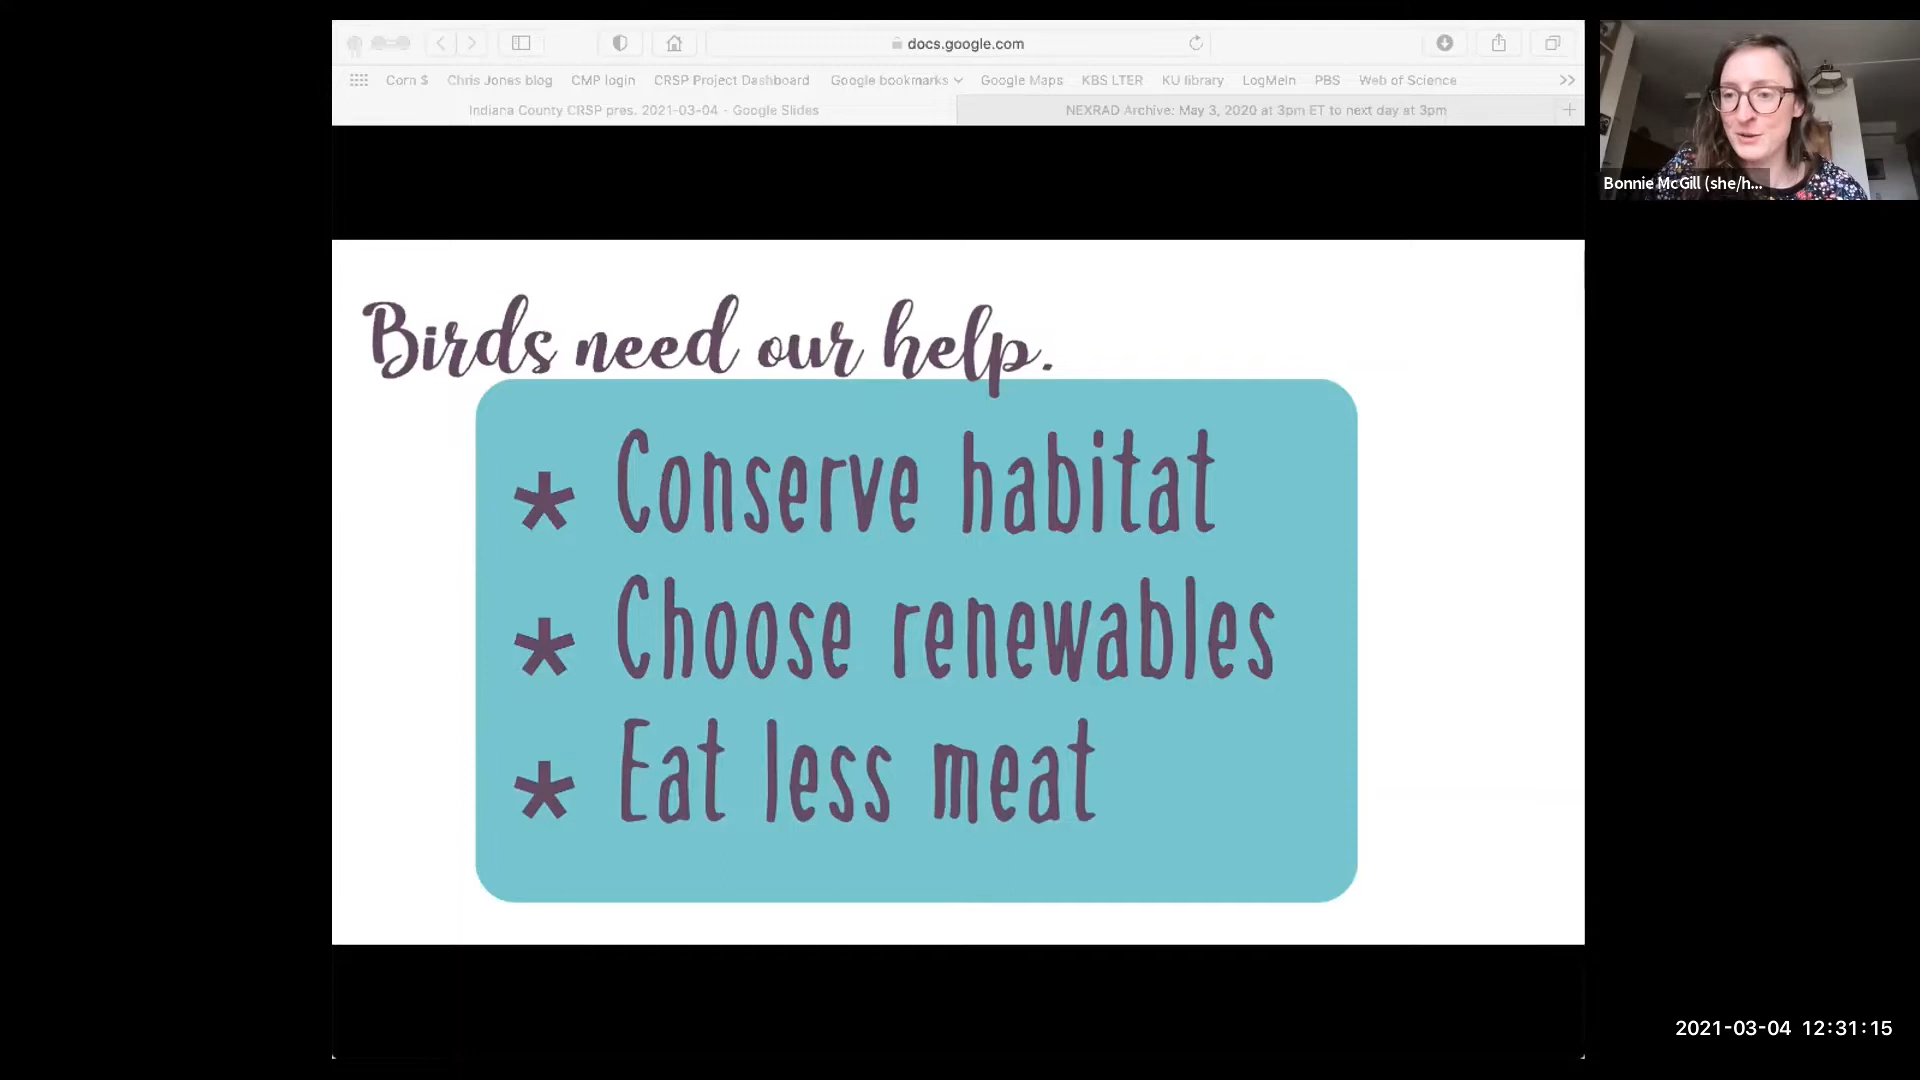 docs.google.com
Corn $ Chris Jones blog CMP login CRSP Project Dashboard Google bookmarks Google Maps KBS LTER KU library LogMeIn PBS Web of Science >>
Indiana County CRSP pres. 2021-03-04 - Google Slides NEXRAD Archive: May 3, 2020 at 3pm ET to next day at 3pm
Bonnie McGill (she/h...
Birds need our help.
* Conserve habitat
* Choose renewables
* Eat less meat
2021-03-04 12:31:15